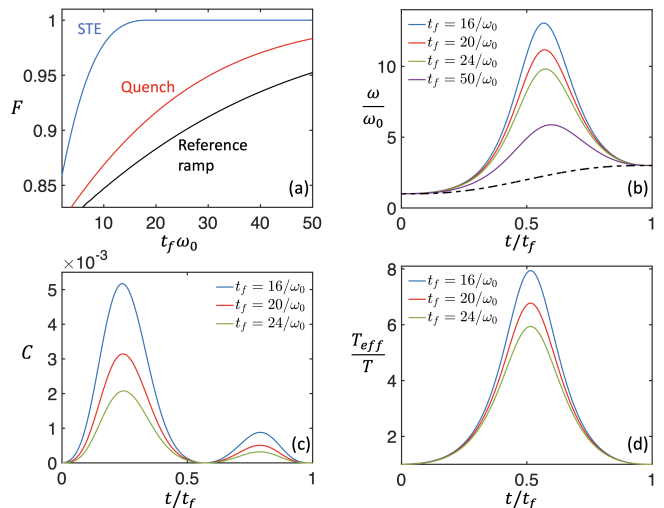 STE
Quench
Reference
ramp
(a)
F
1
0.95
0.9
0.85
10
20
30
40
50
t_f ω_0
t_f = 16/ω_0
t_f = 20/ω_0
t_f = 24/ω_0
t_f = 50/ω_0
(b)
ω
ω_0
10
5
0
0
0.5
1
t/t_f
×10^-3
t_f = 16/ω_0
t_f = 20/ω_0
t_f = 24/ω_0
(c)
C
5
4
3
2
1
0
0
0.5
1
t/t_f
t_f = 16/ω_0
t_f = 20/ω_0
t_f = 24/ω_0
(d)
T_eff
T
8
6
4
2
0
0.5
1
t/t_f